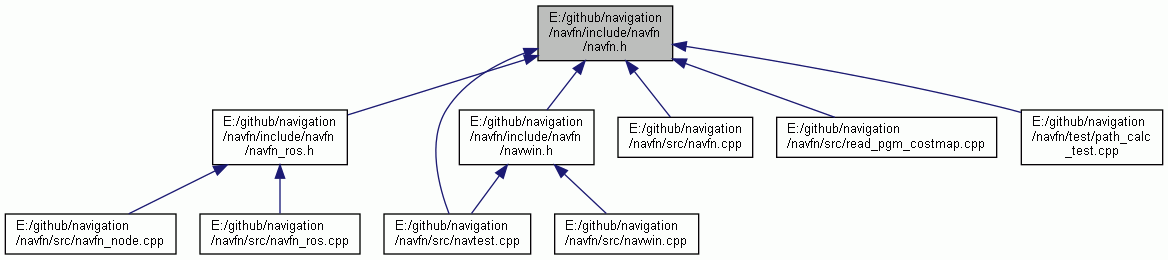 E:/github/navigation
/navfn/include/navfn
/navfn.h
E:/github/navigation
/navfn/include/navfn
/navfn_ros.h
E:/github/navigation
/navfn/include/navfn
/navwin.h
E:/github/navigation
/navfn/src/navfn.cpp
E:/github/navigation
/navfn/src/read_pgm_costmap.cpp
E:/github/navigation
/navfn/test/path_calc
_test.cpp
E:/github/navigation
/navfn/src/navfn_node.cpp
E:/github/navigation
/navfn/src/navfn_ros.cpp
E:/github/navigation
/navfn/src/navtest.cpp
E:/github/navigation
/navfn/src/navwin.cpp